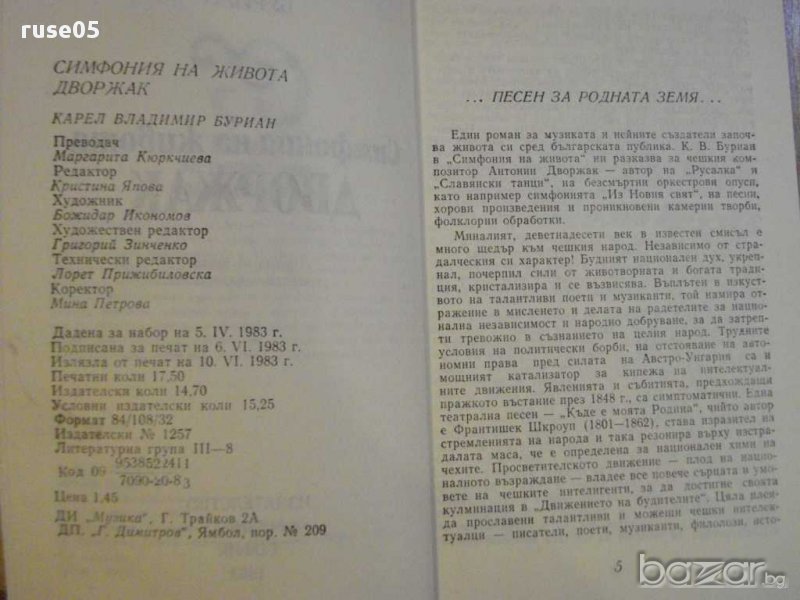 ruse05
СИМФОНИЯ НА ЖИВОТА
ДВОРЖАК
КАРЕЛ ВЛАДИМИР БУРИАН
Преводач
Маргарита Кюркчиева
Редактор
Кристина Япова
Художник
Божидар Икономов
Художествен редактор
Григорий Зинченко
Технически редактор
Лорет Прижибиловска
Коректор
Мина Петрова
Дадена за набор на 5. IV. 1983 г.
Подписана за печат на 6. VI. 1983 г.
Излязла от печат на 10. VI. 1983 г.
Печатни коли 17,50
Издателски коли 14,70
Условни издателски коли 15,25
Формат 84/108/32
Издателски № 1257
Литературна група III—8
Код 09 9538522411
7090-20-83
Цена 1.45
ДИ „Музика", Г. Трайков 2А
ДП. „Г. Димитров", Ямбол, пор. № 209
... ПЕСЕН ЗА РОДНАТА ЗЕМЯ...
Един роман за музиката и нейните създатели започ-
ва живота си сред българската публика. К. В. Буриан
в „Симфония на живота" ни разказва за чешкия ком-
позитор Антонин Дворжак — автор на „Русалка" и
„Славянски танци", на безсмъртни оркестрови опуси,
като например симфонията „Из Новия свят", на песни,
хорови произведения и проникновени камерни творби,
фолклорни обработки.
Миналият, деветнадесети век в известен смисъл е
много щедър към чешкия народ. Независимо от стра-
далческия си характер! Будният национален дух, укреп-
нал, почерпил сили от животворната и богата тради-
ция, кристализира и се възвисява. Въплътен в изкуст-
вото на талантливи поети и музиканти, той намира от-
ражение в мисленето и делата на радетелите за нацио-
нална независимост и народно добруване, за да затреп-
ти тревожно в съзнанието на целия народ. Трудните
условия на политически борби, на отстояване на авто-
номни права пред силата на Австро-Унгария са и
мощният катализатор за кипежа на интелектуал-
ните движения. Явленията и събитията, предхождащи
пражкото въстание през 1848 г., са симптоматични. Една
театрална песен — „Къде е моята Родина", чийто автор
е Франтишек Шкроуп (1801—1862), става изразител на
стремленията на народа и така резонира върху изстра-
далата маса, че е определена за национален химн на
чехите. Просветителското движение — плод на нацио-
налното възраждане — владее все повече сърцата и умо-
вете на чешките интелигенти, за да достигне своята
кулминация в „Движението на будителите". Цяла
да прославени талантливи и можещи чешки интелек-
туалци — писатели, поети, музиканти, филолози,
5
bazar.bg